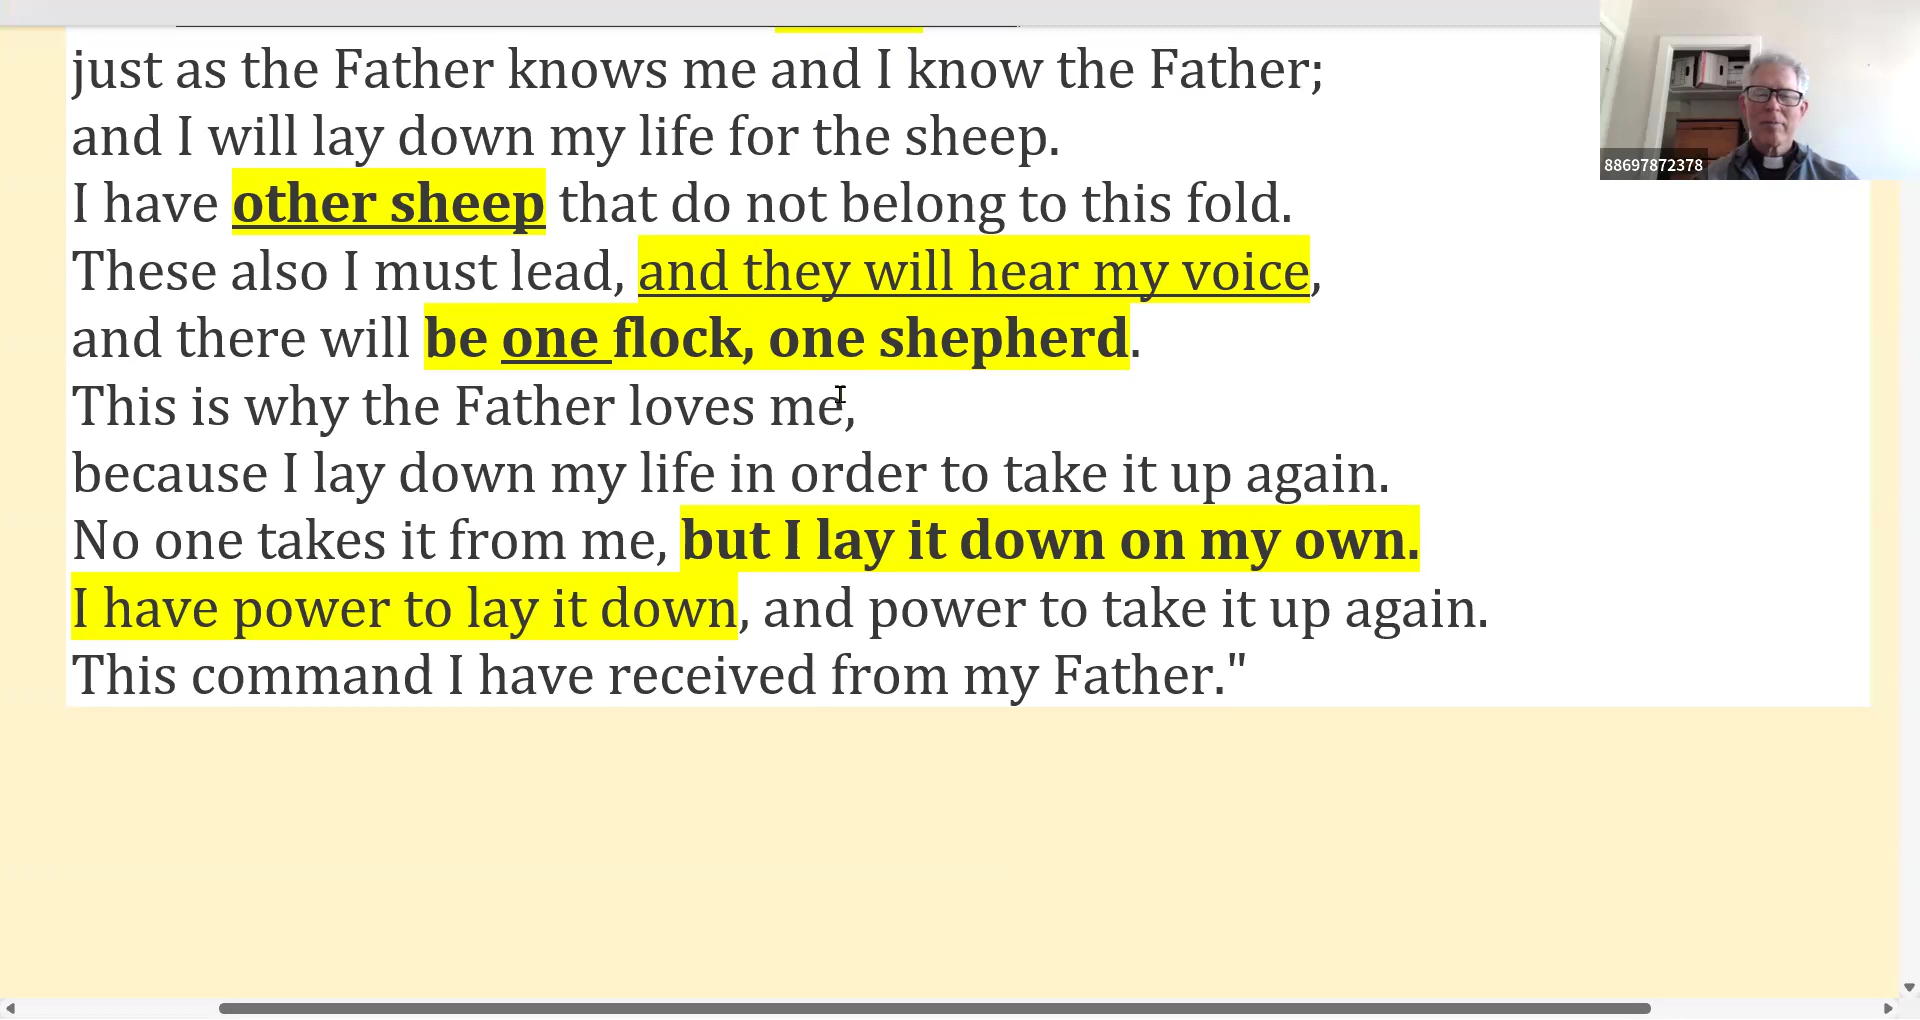 just as the Father knows me and I know the Father;
and I will lay down my life for the sheep.
I have other sheep that do not belong to this fold.
These also I must lead, and they will hear my voice,
and there will be one flock, one shepherd.
This is why the Father loves me,
because I lay down my life in order to take it up again.
No one takes it from me, but I lay it down on my own.
I have power to lay it down, and power to take it up again.
This command I have received from my Father."
88697872378